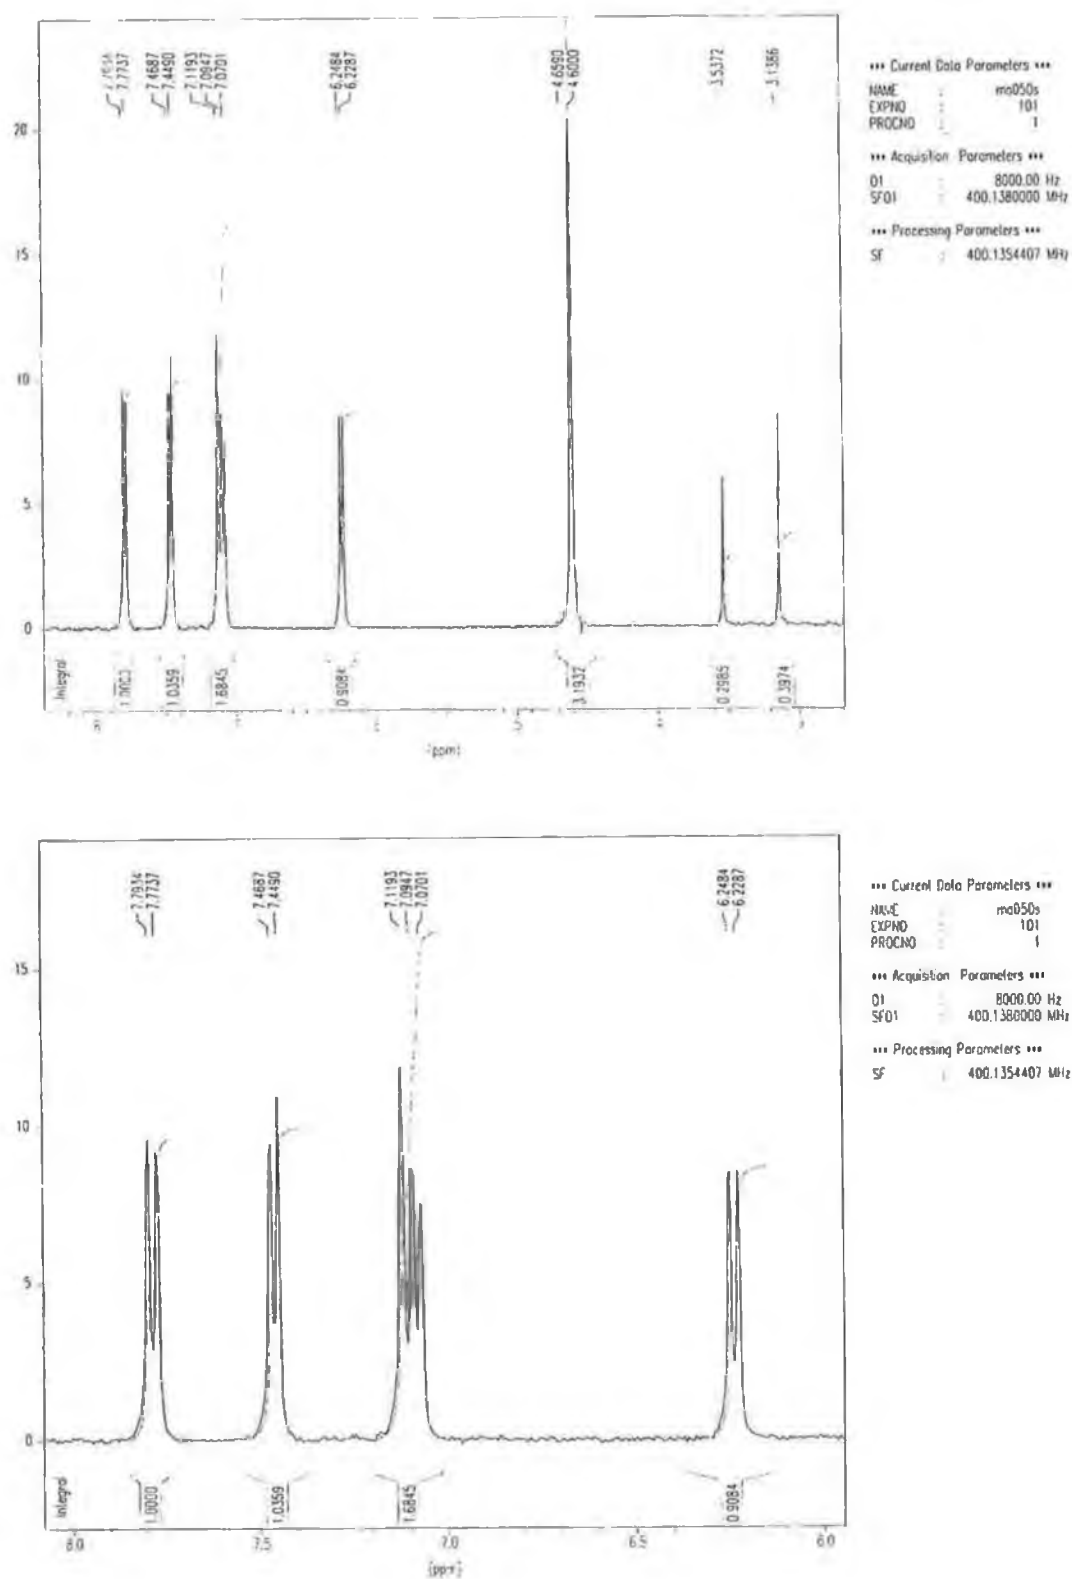 7.7737
7.4687
7.4490
7.1193
7.0947
7.0701
6.2484
6.2287
4.6590
4.6000
3.5372
3.1386
*** Current Data Parameters ***
NAME : ma050s
EXPNO : 101
PROCNO : 1
*** Acquisition Parameters ***
O1 : 8000.00 Hz
SFO1 : 400.1380000 MHz
*** Processing Parameters ***
SF : 400.1354407 MHz
20
15
10
5
0
Integral
1.0000
1.0359
1.6845
0.9084
3.1937
0.2985
0.3974
(ppm)
7.7934
7.7737
7.4687
7.4490
7.1193
7.0947
7.0701
6.2484
6.2287
*** Current Data Parameters ***
NAME : ma050s
EXPNO : 101
PROCNO : 1
*** Acquisition Parameters ***
O1 : 8000.00 Hz
SFO1 : 400.1380000 MHz
*** Processing Parameters ***
SF : 400.1354407 MHz
15
10
5
0
Integral
1.0000
1.0359
1.6845
0.9084
8.0 7.5 7.0 6.5 6.0
(ppm)